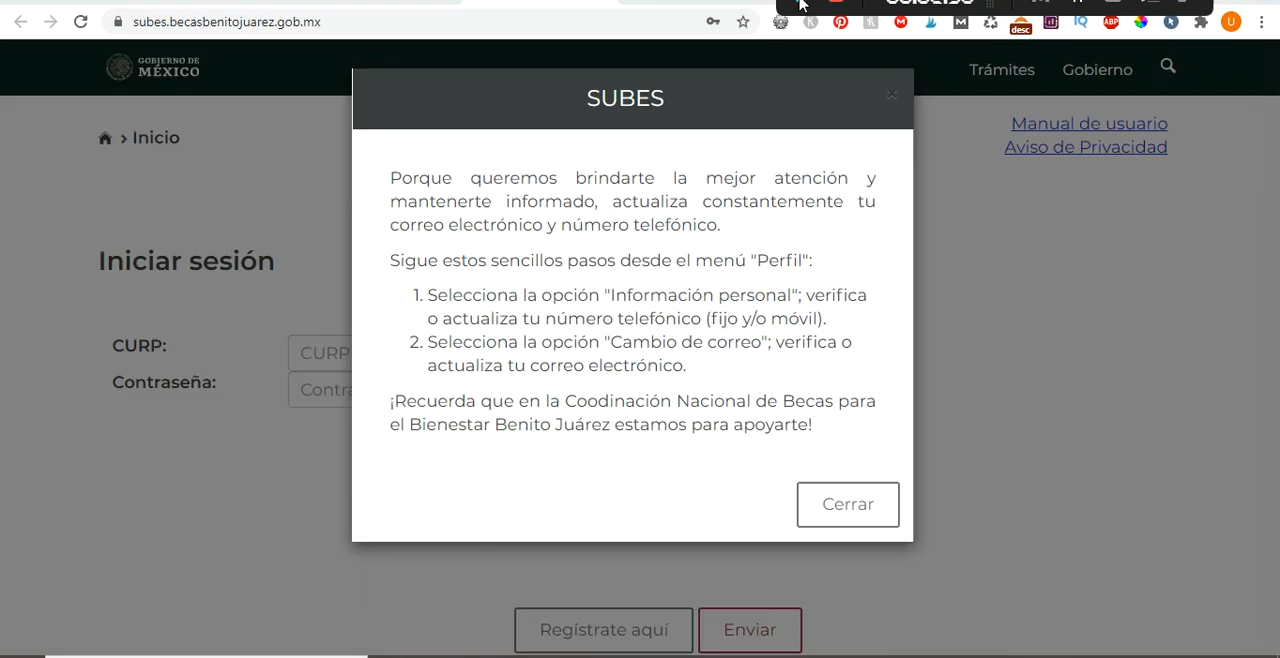 subes.becasbenitojuarez.gob.mx
desc
ABP
U
GOBIERNO DE
MÉXICO
Trámites
Gobierno
SUBES
×
Inicio
Manual de usuario
Aviso de Privacidad
Porque queremos brindarte la mejor atención y
mantenerte informado, actualiza constantemente tu
correo electrónico y número telefónico.
Sigue estos sencillos pasos desde el menú "Perfil":
Iniciar sesión
1. Selecciona la opción "Información personal"; verifica
o actualiza tu número telefónico (fijo y/o móvil).
2. Selecciona la opción "Cambio de correo"; verifica o
actualiza tu correo electrónico.
CURP:
CURP
Contraseña:
Contra
¡Recuerda que en la Coodinación Nacional de Becas para
el Bienestar Benito Juárez estamos para apoyarte!
Cerrar
Regístrate aquí
Enviar